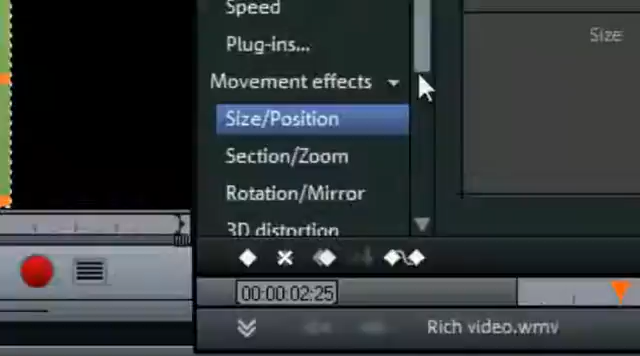 Speed
Plug-ins...
Size
Movement effects
Size/Position
Section/Zoom
Rotation/Mirror
3D distortion
00:00:02:25
Rich video.wmv